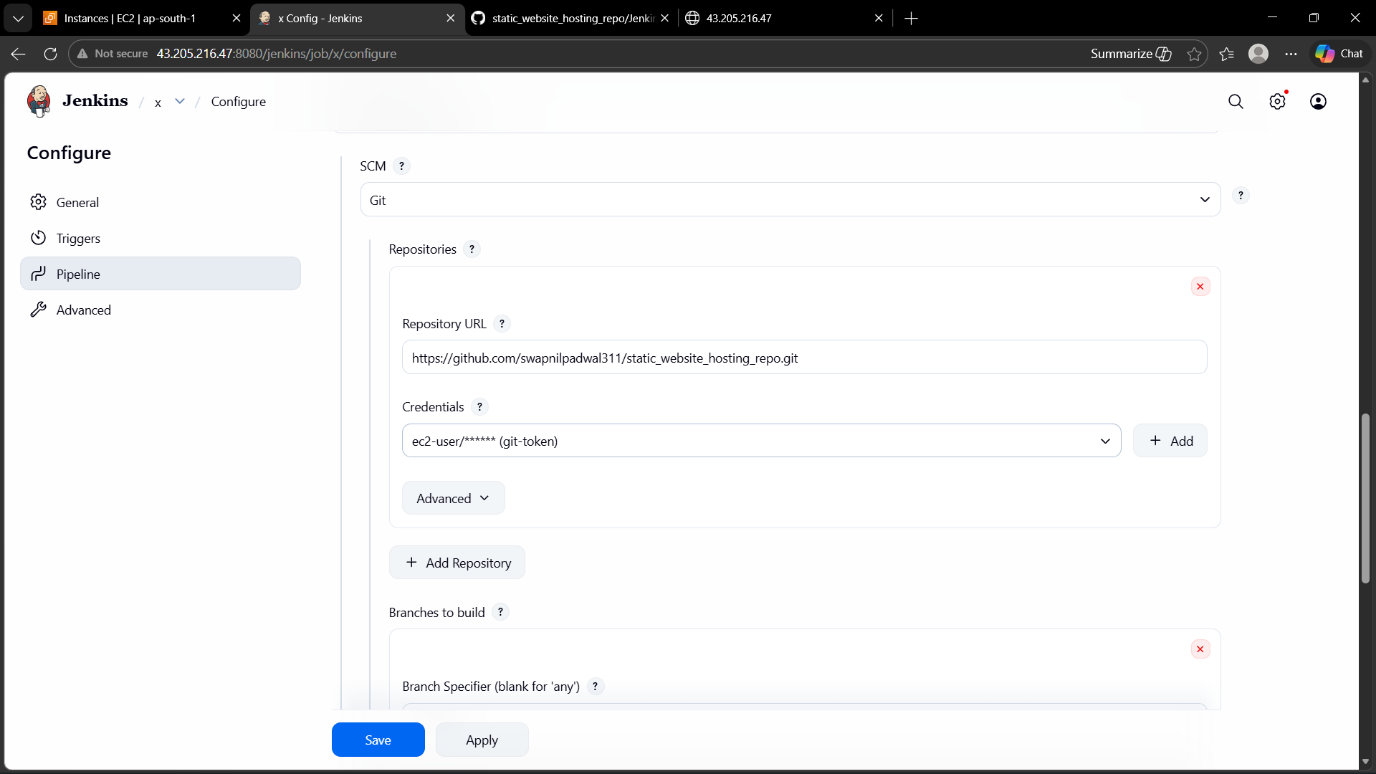 Instances | EC2 | ap-south-1
x Config - Jenkins
static_website_hosting_repo/Jenki
43.205.216.47
Not secure
43.205.216.47:8080/jenkins/job/x/configure
Summarize
Chat
Jenkins / x / Configure
Configure
General
Triggers
Pipeline
Advanced
SCM ?
Git
?
Repositories ?
Repository URL ?
https://github.com/swapnilpadwal311/static_website_hosting_repo.git
Credentials ?
ec2-user/****** (git-token)
+ Add
Advanced
+ Add Repository
Branches to build ?
Branch Specifier (blank for 'any') ?
Save
Apply